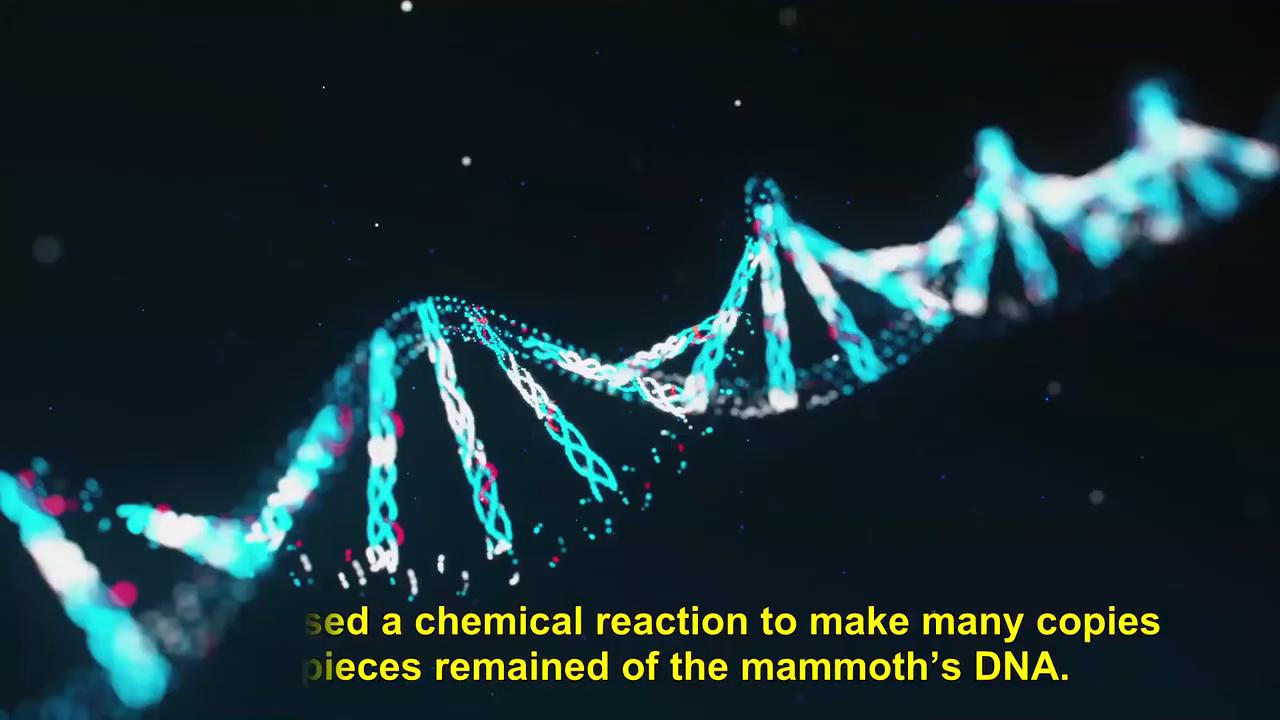 sed a chemical reaction to make many copies
pieces remained of the mammoth’s DNA.